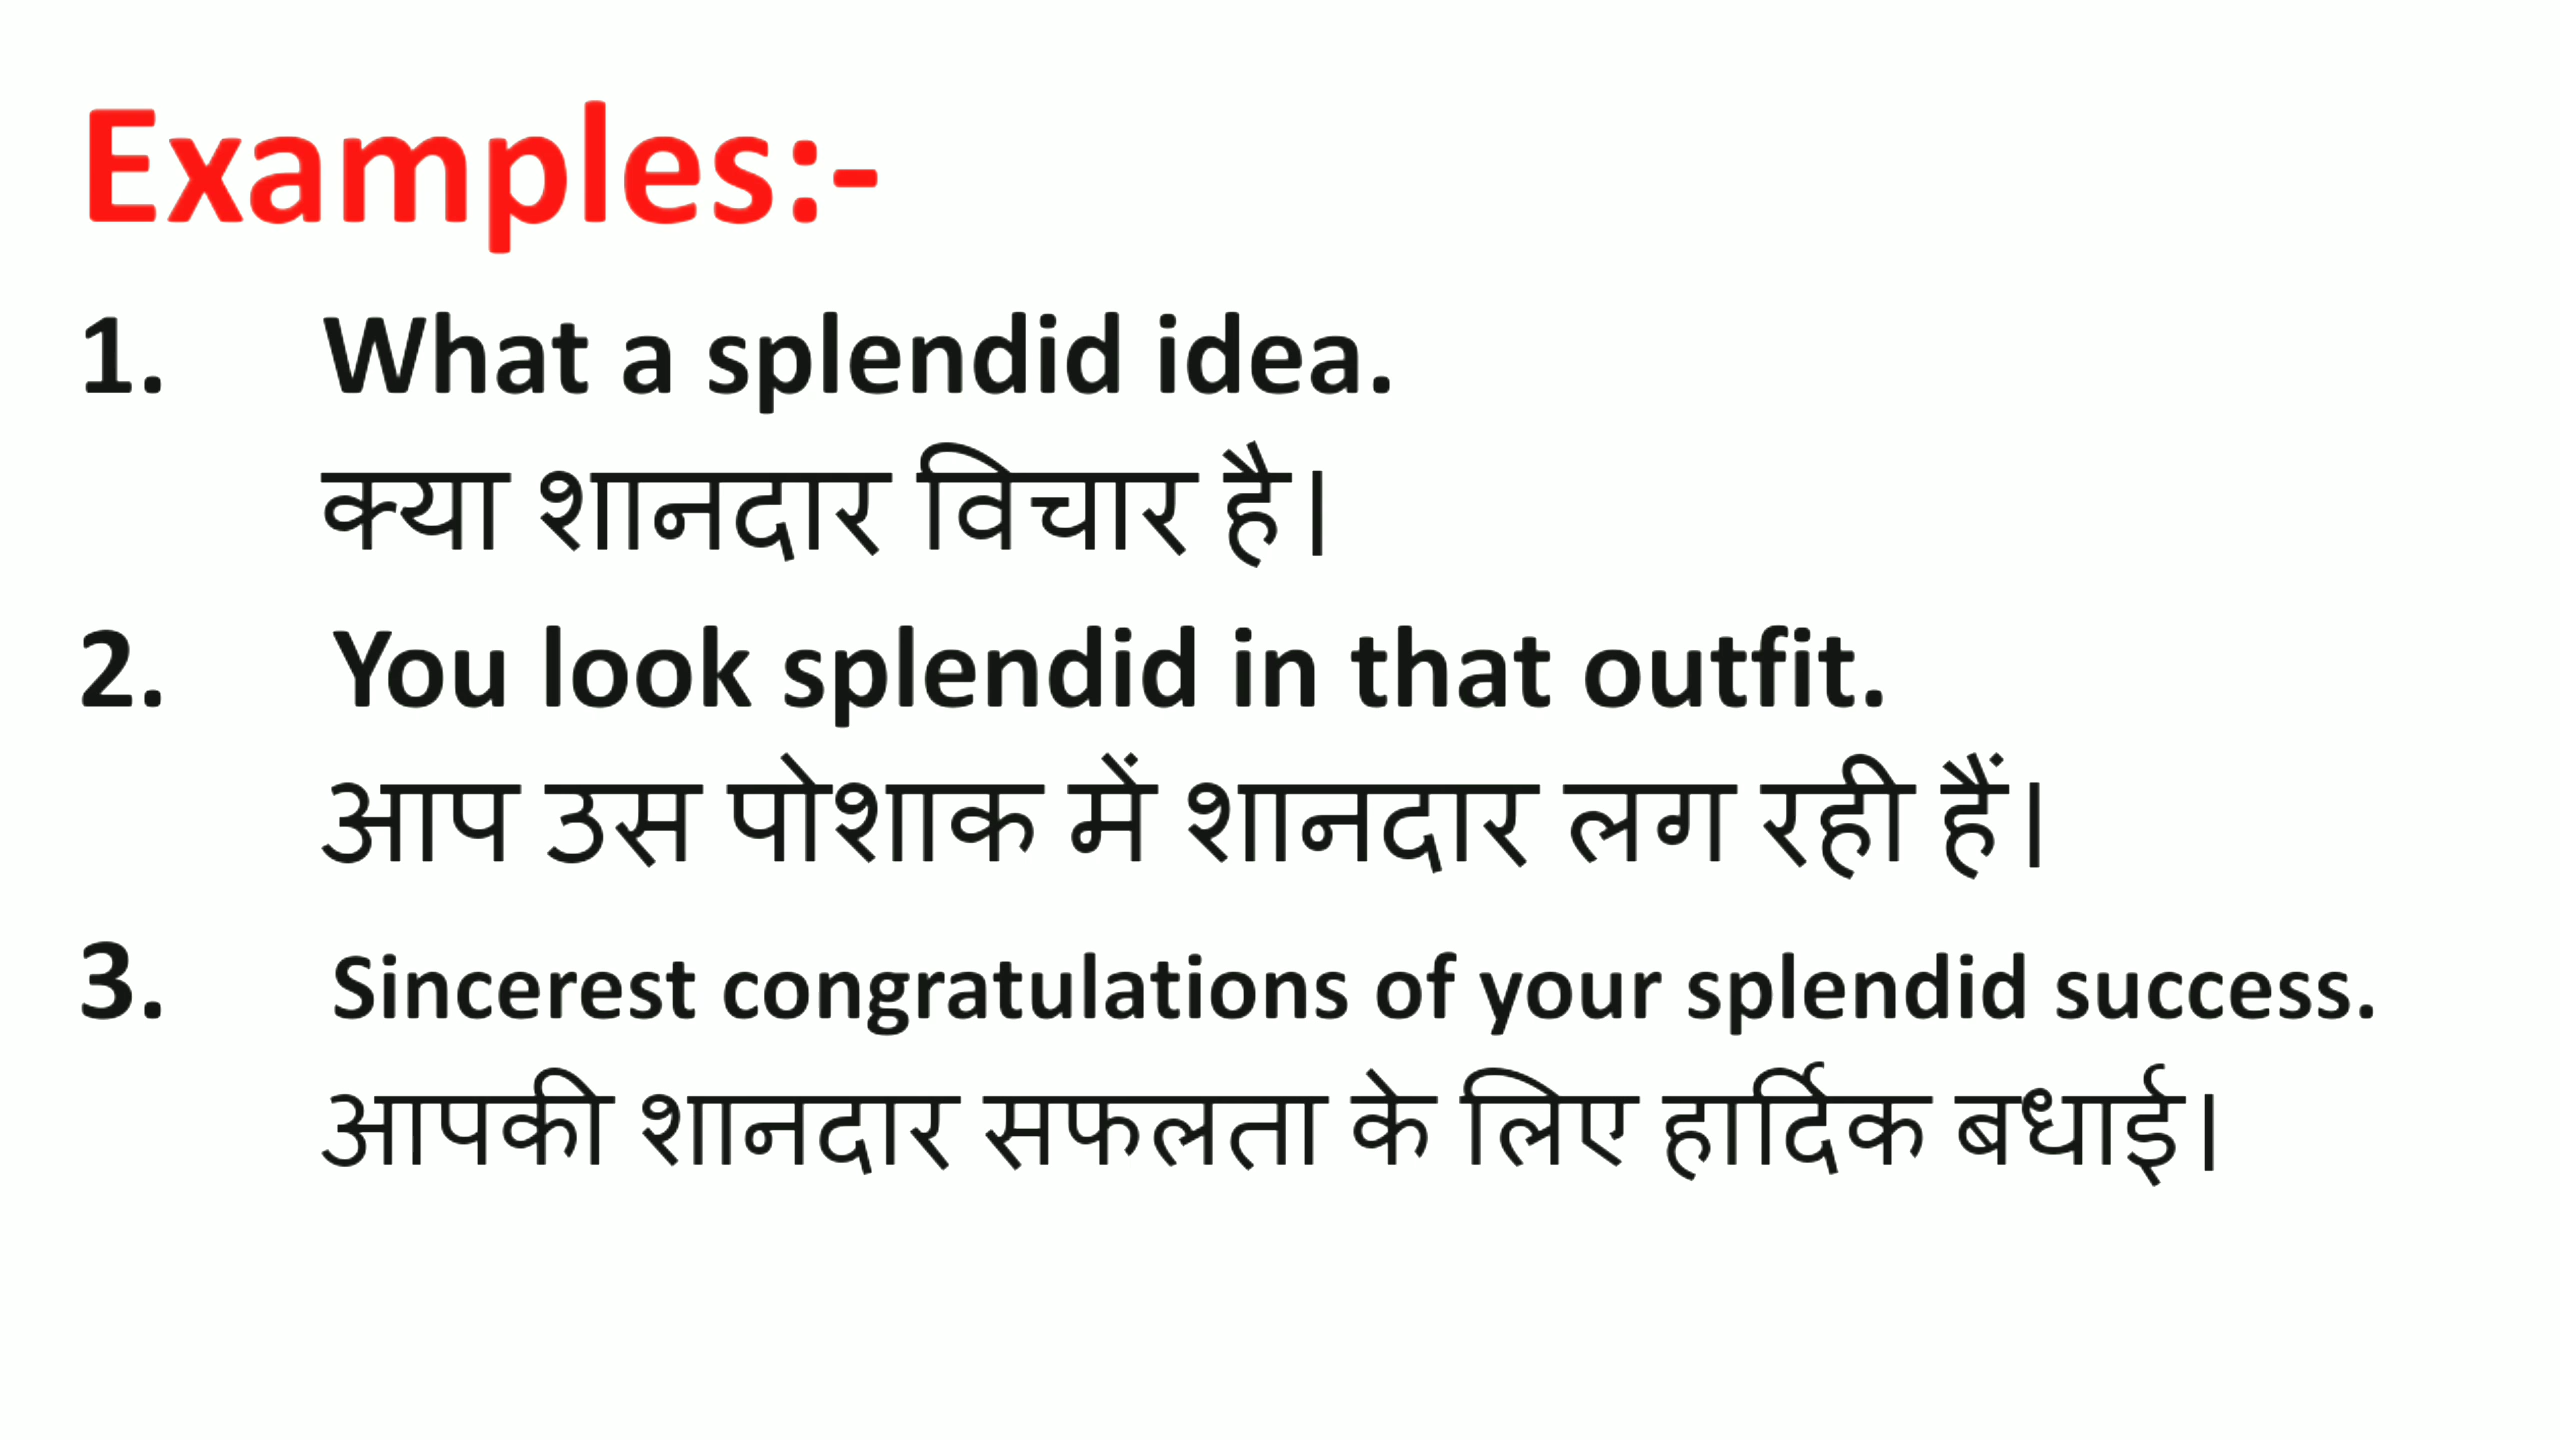 Examples:-
1. What a splendid idea.
क्या शानदार विचार है।
2. You look splendid in that outfit.
आप उस पोशाक में शानदार लग रही हैं।
3. Sincerest congratulations of your splendid success.
आपकी शानदार सफलता के लिए हार्दिक बधाई।